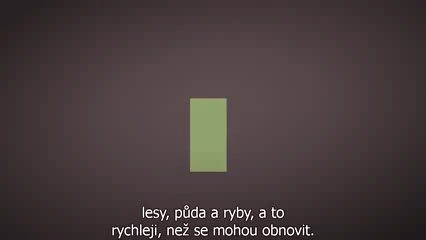 lesy, půda a ryby, a to
rychleji, než se mohou obnovit.